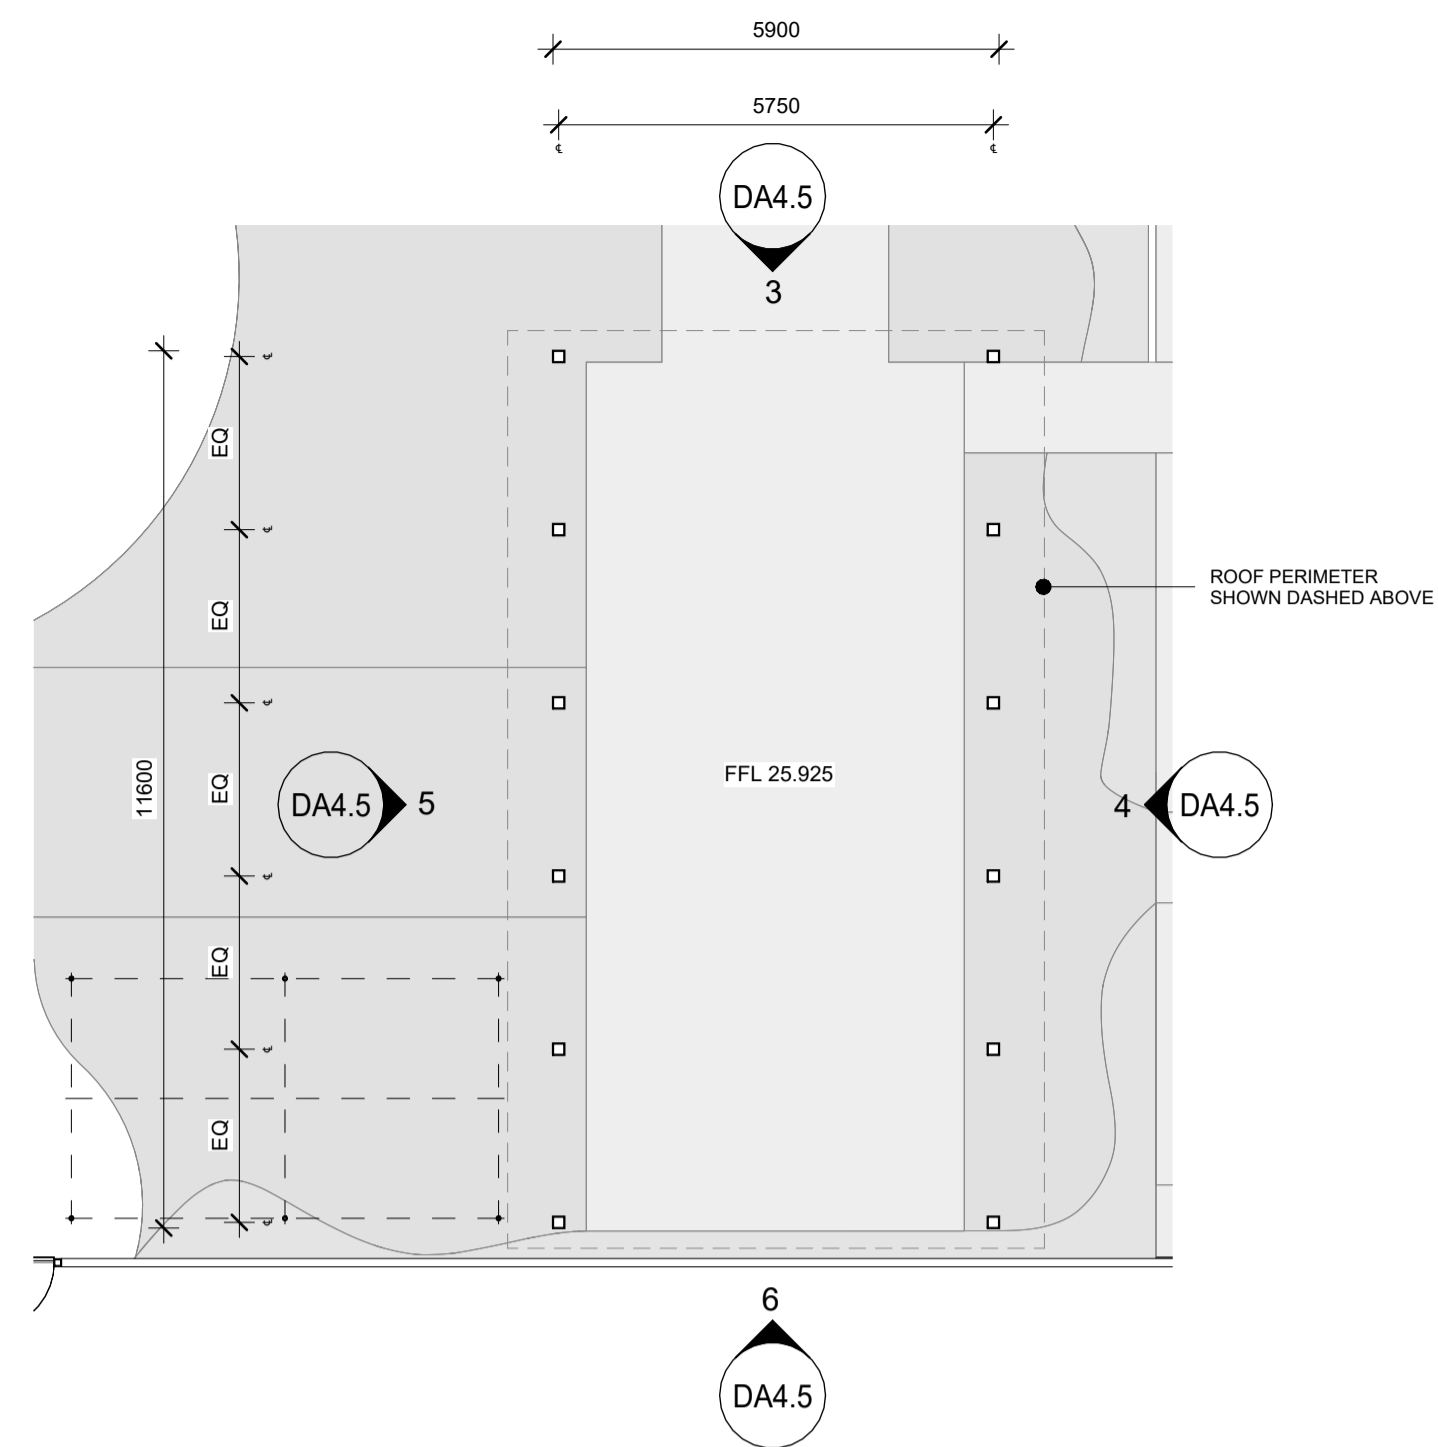 5900
5750
℄
℄
DA4.5
3
℄
EQ
℄
EQ
ROOF PERIMETER
SHOWN DASHED ABOVE
℄
11600
EQ
FFL 25.925
DA4.5
5
4
DA4.5
℄
EQ
℄
EQ
℄
6
DA4.5